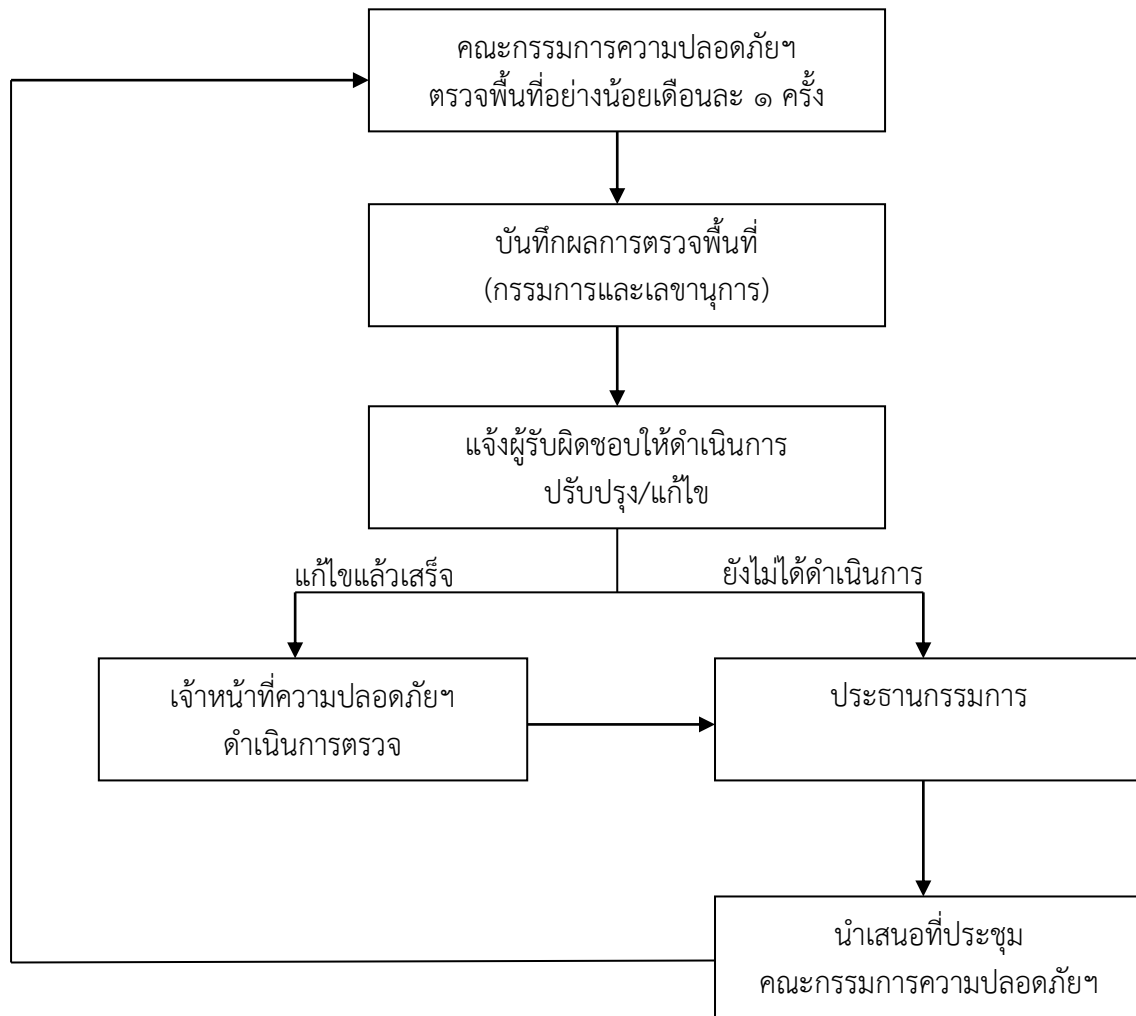 คณะกรรมการความปลอดภัยฯ
ตรวจพื้นที่อย่างน้อยเดือนละ ๑ ครั้ง
บันทึกผลการตรวจพื้นที่
(กรรมการและเลขานุการ)
แจ้งผู้รับผิดชอบให้ดำเนินการ
ปรับปรุง/แก้ไข
แก้ไขแล้วเสร็จ
ยังไม่ได้ดำเนินการ
เจ้าหน้าที่ความปลอดภัยฯ
ดำเนินการตรวจ
ประธานกรรมการ
นำเสนอที่ประชุม
คณะกรรมการความปลอดภัยฯ